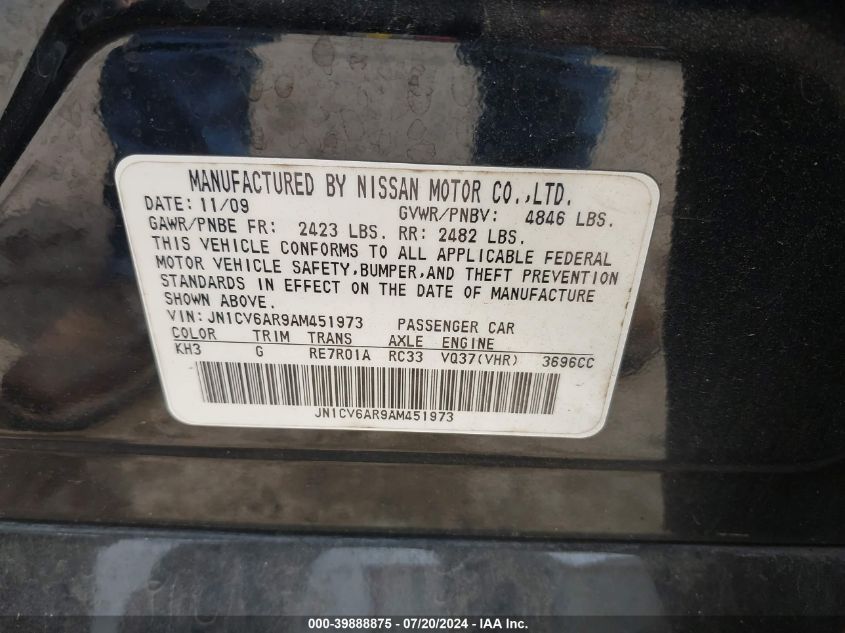 MANUFACTURED BY NISSAN MOTOR CO.,LTD.
DATE: 11/09 GVWR/PNBV: 4846 LBS.
GAWR/PNBE FR: 2423 LBS. RR: 2482 LBS.
THIS VEHICLE CONFORMS TO ALL APPLICABLE FEDERAL
MOTOR VEHICLE SAFETY,BUMPER,AND THEFT PREVENTION
STANDARDS IN EFFECT ON THE DATE OF MANUFACTURE
SHOWN ABOVE.
VIN: JN1CV6AR9AM451973 PASSENGER CAR
COLOR TRIM TRANS AXLE ENGINE
KH3 G RE7R01A RC33 VQ37(VHR) 3696CC
JN1CV6AR9AM451973
000-39888875 - 07/20/2024 - IAAI.com